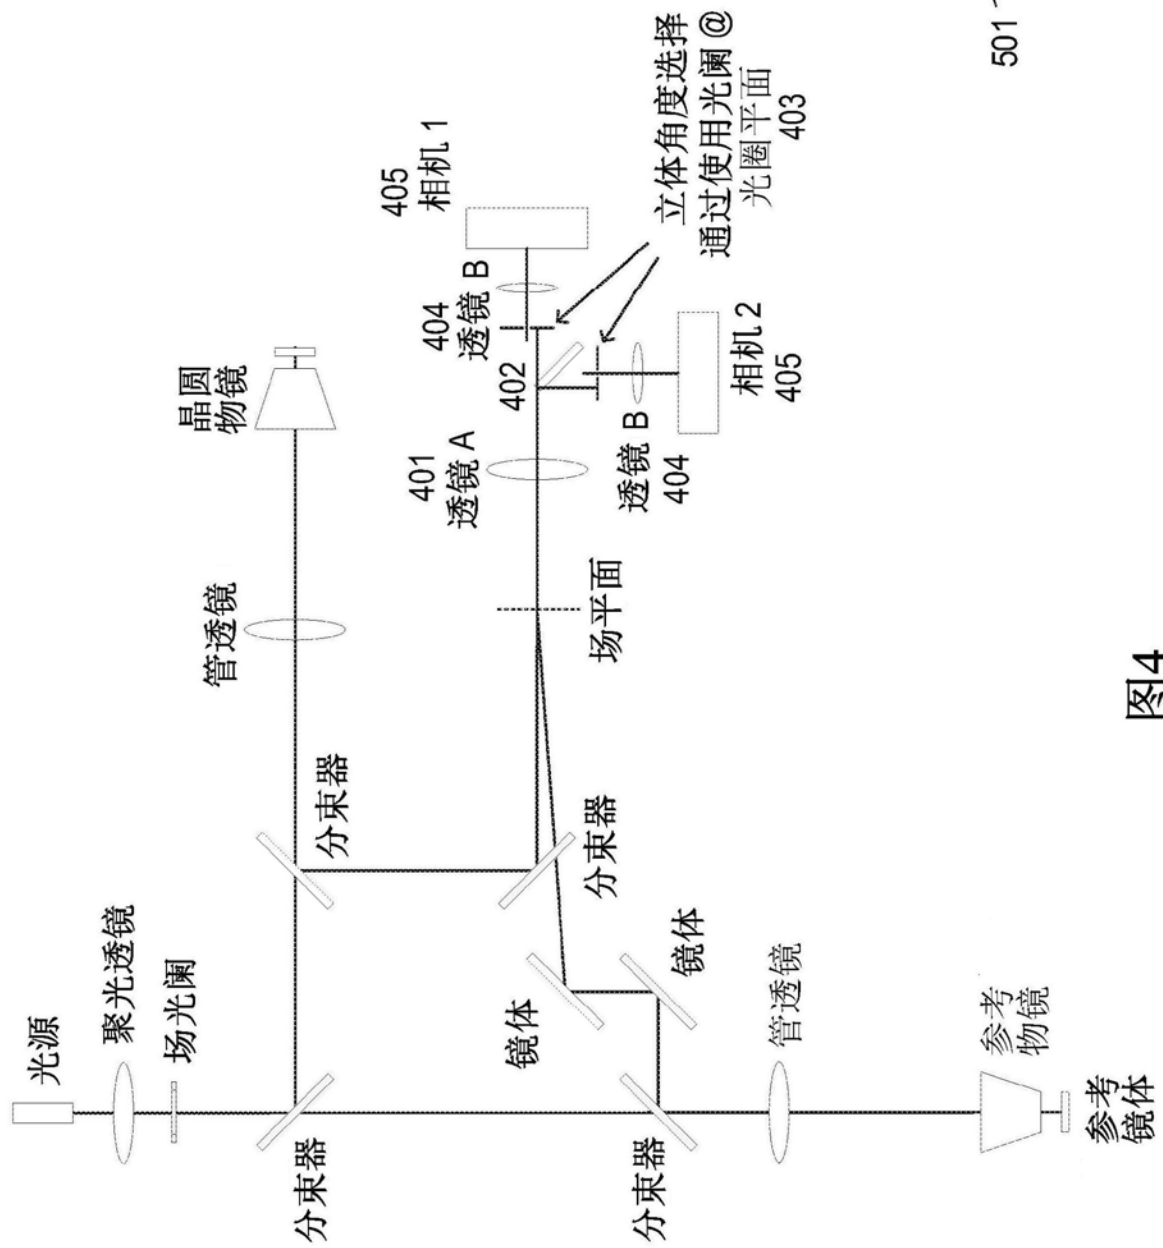 光源
聚光透镜
场光阑
分束器
分束器
管透镜
晶圆
物镜
分束器
镜体
镜体
分束器
管透镜
参考
物镜
参考
镜体
场平面
401
透镜 A
402
404
透镜 B
405
相机 1
透镜 B
404
相机 2
405
立体角度选择
通过使用光阑@
光圈平面
403
图4
501